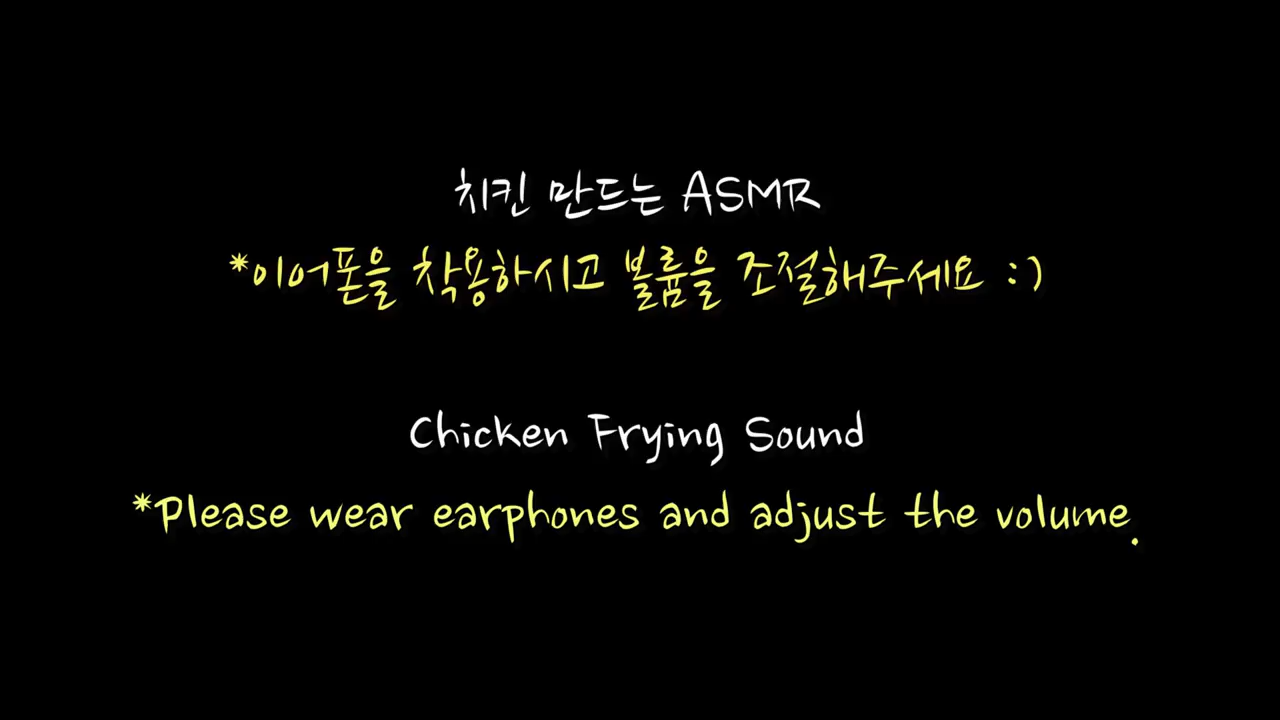 치킨 만드는 ASMR
*이어폰을 착용하시고 볼륨을 조절해주세요 :)
Chicken Frying Sound
*Please wear earphones and adjust the volume.